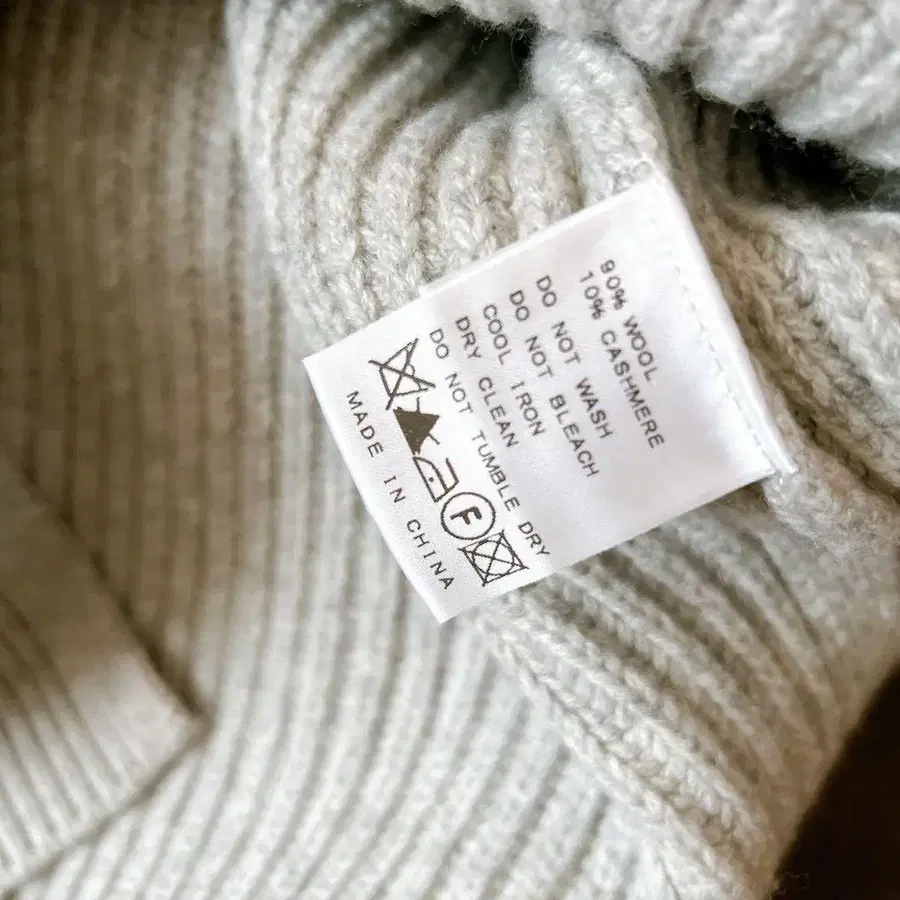 90% WOOL
10% CASHMERE
DO NOT WASH
DO NOT BLEACH
COOL IRON
DRY CLEAN
DO NOT TUMBLE DRY
F
MADE IN CHINA